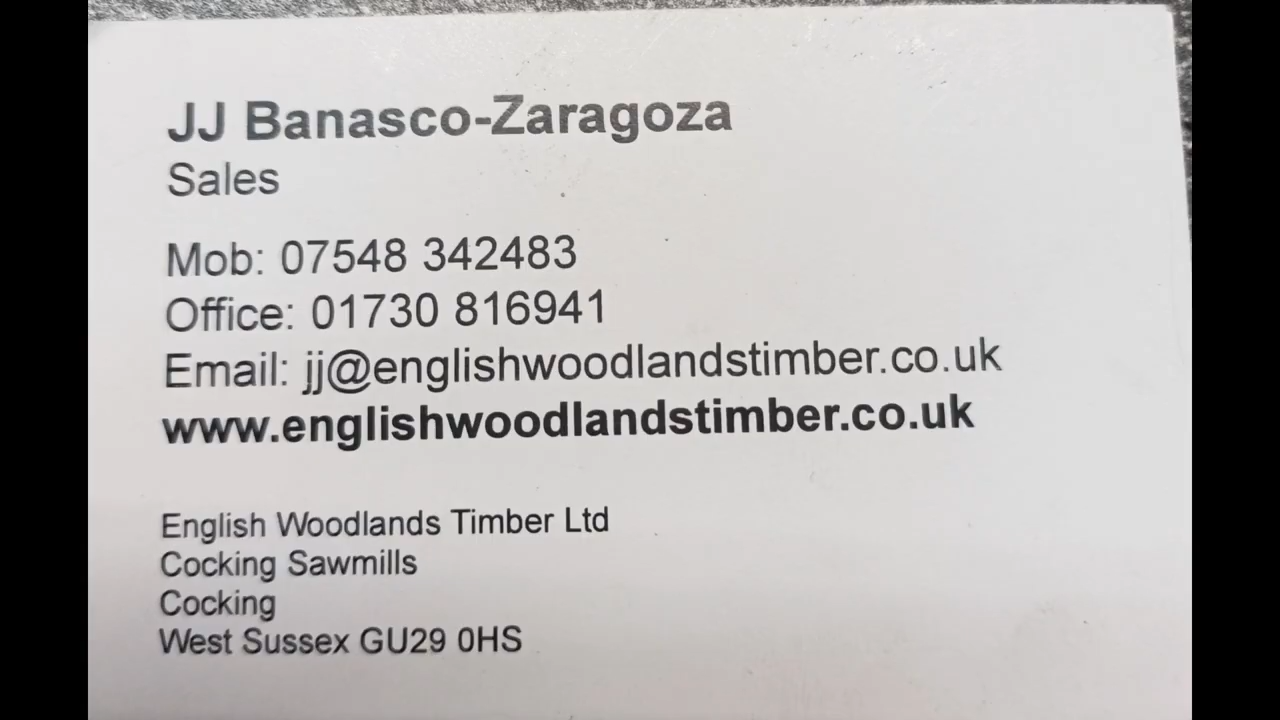 JJ Banasco-Zaragoza
Sales
Mob: 07548 342483
Office: 01730 816941
Email: jj@englishwoodlandstimber.co.uk
www.englishwoodlandstimber.co.uk
English Woodlands Timber Ltd
Cocking Sawmills
Cocking
West Sussex GU29 0HS